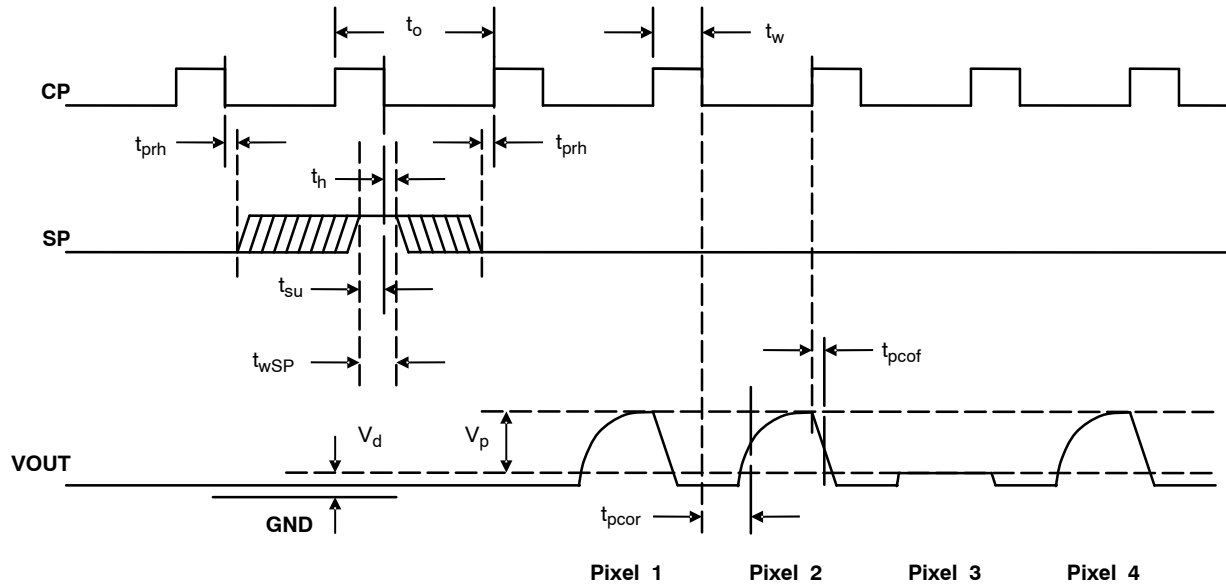 t_o
t_w
CP
t_prh
t_prh
t_h
SP
t_su
t_wSP
t_pcof
V_d
V_p
VOUT
GND
t_pcor
Pixel 1 Pixel 2 Pixel 3 Pixel 4